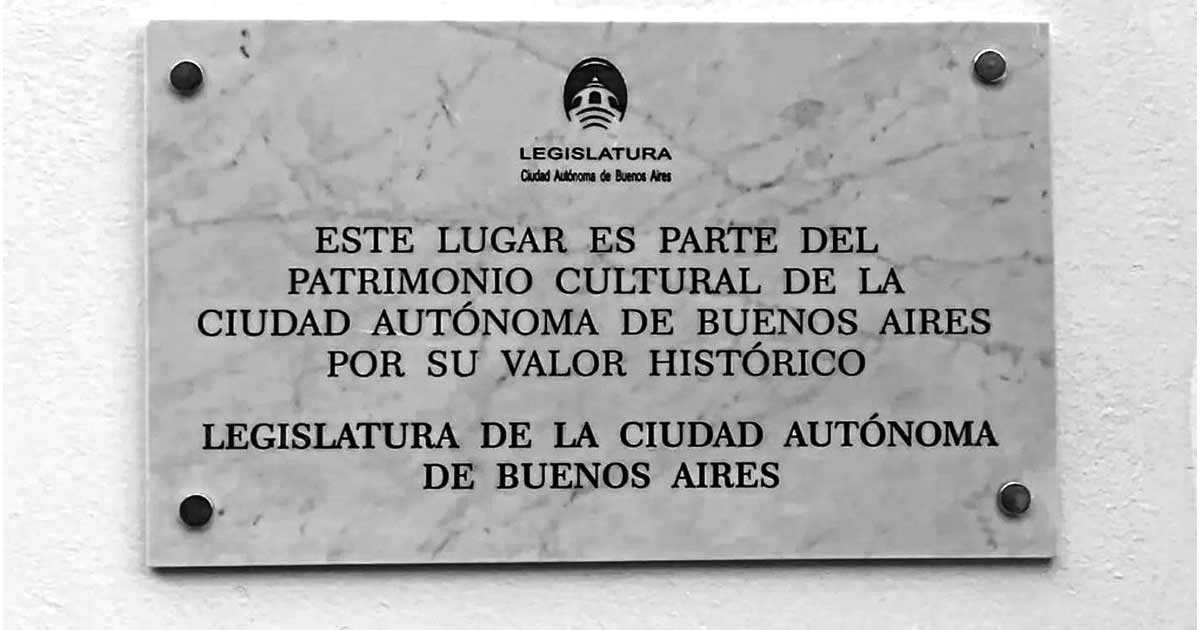 LEGISLATURA
Ciudad Autónoma de Buenos Aires
ESTE LUGAR ES PARTE DEL
PATRIMONIO CULTURAL DE LA
CIUDAD AUTÓNOMA DE BUENOS AIRES
POR SU VALOR HISTÓRICO
LEGISLATURA DE LA CIUDAD AUTÓNOMA
DE BUENOS AIRES